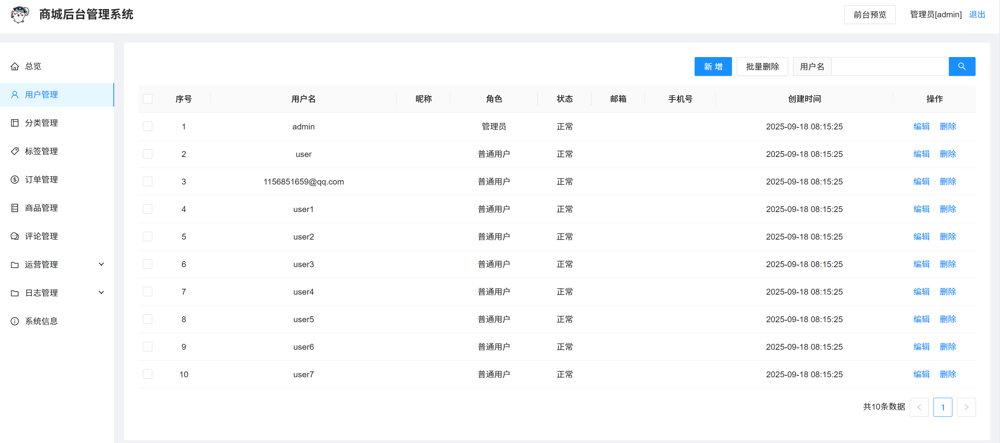 商城后台管理系统
前台预览 管理员[admin] 退出
总览
用户管理
分类管理
标签管理
订单管理
商品管理
评论管理
运营管理
日志管理
系统信息
新 增 批量删除 用户名
序号 用户名 昵称 角色 状态 邮箱 手机号 创建时间 操作
1 admin 管理员 正常 2025-09-18 08:15:25 编辑 删除
2 user 普通用户 正常 2025-09-18 08:15:25 编辑 删除
3 1156851659@qq.com 普通用户 正常 2025-09-18 08:15:25 编辑 删除
4 user1 普通用户 正常 2025-09-18 08:15:25 编辑 删除
5 user2 普通用户 正常 2025-09-18 08:15:25 编辑 删除
6 user3 普通用户 正常 2025-09-18 08:15:25 编辑 删除
7 user4 普通用户 正常 2025-09-18 08:15:25 编辑 删除
8 user5 普通用户 正常 2025-09-18 08:15:25 编辑 删除
9 user6 普通用户 正常 2025-09-18 08:15:25 编辑 删除
10 user7 普通用户 正常 2025-09-18 08:15:25 编辑 删除
共10条数据 < 1 >